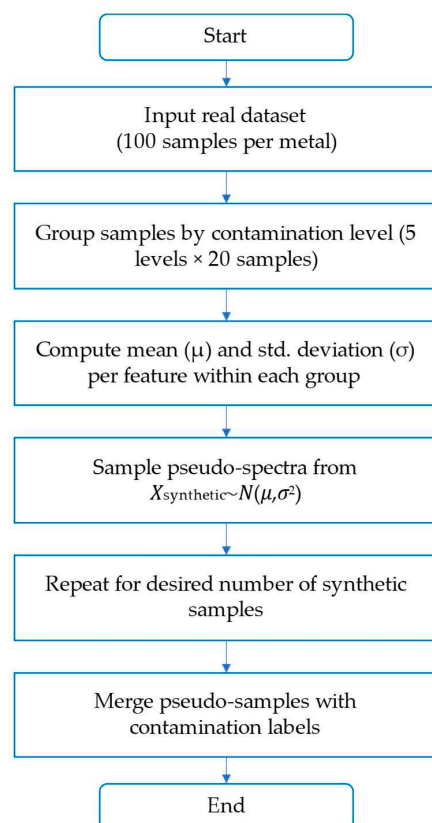 Start
Input real dataset
(100 samples per metal)
Group samples by contamination level (5
levels × 20 samples)
Compute mean (μ) and std. deviation (σ)
per feature within each group
Sample pseudo-spectra from
Xsynthetic~N(μ,σ²)
Repeat for desired number of synthetic
samples
Merge pseudo-samples with
contamination labels
End